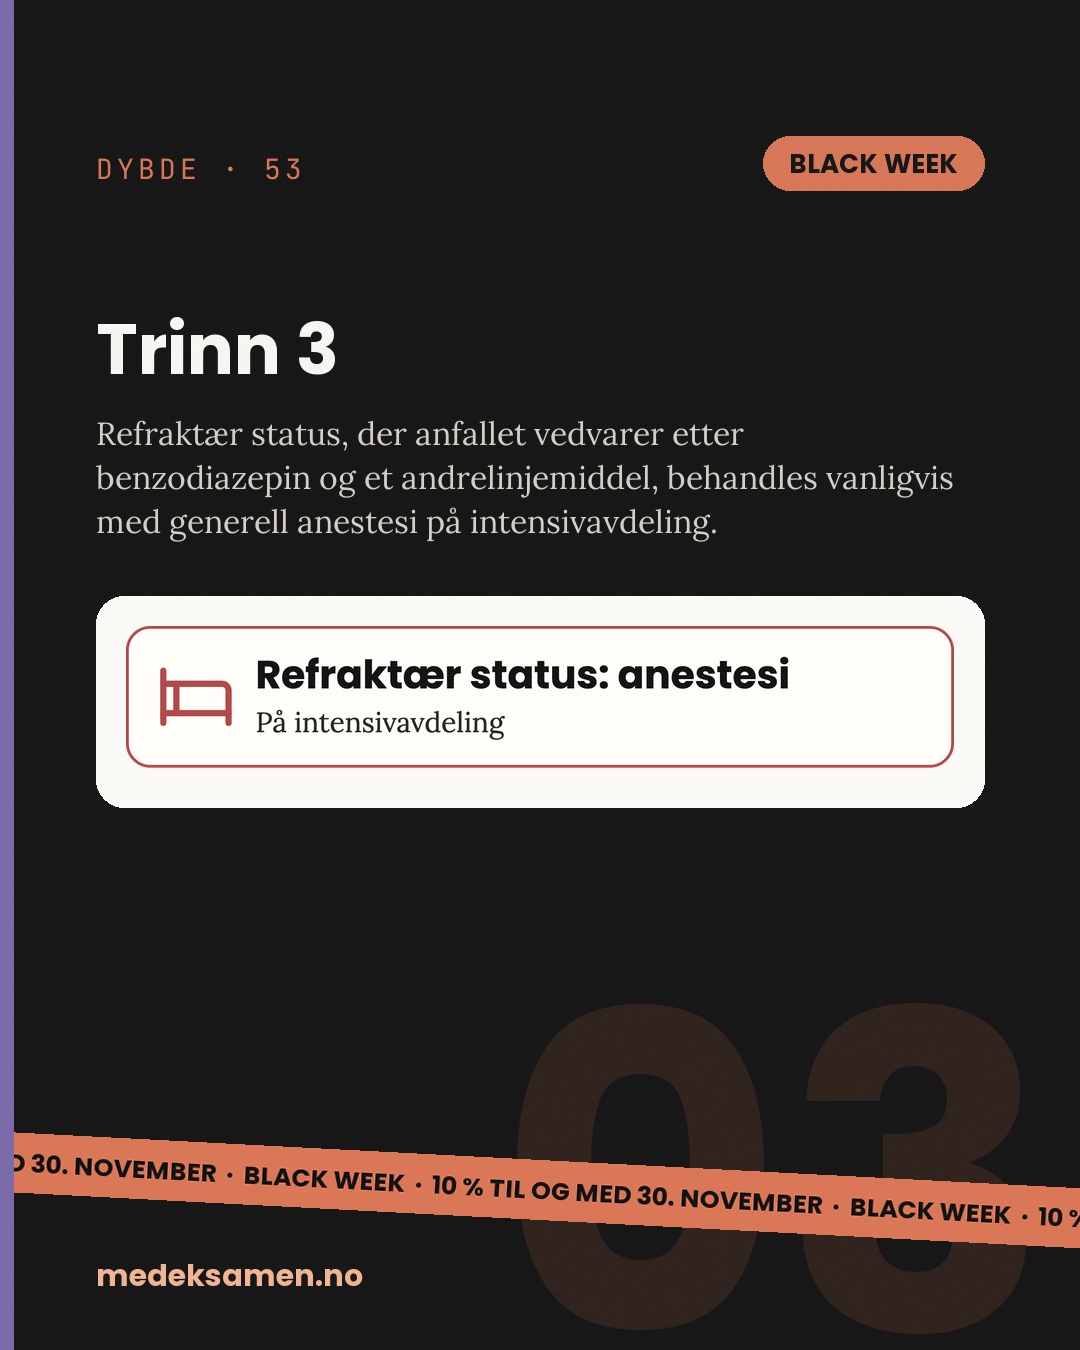 DYBDE · 53
BLACK WEEK
Trinn 3
Refraktær status, der anfallet vedvarer etter
benzodiazepin og et andrelinjemiddel, behandles vanligvis
med generell anestesi på intensivavdeling.
Refraktær status: anestesi
På intensivavdeling
03
30. NOVEMBER · BLACK WEEK · 10 % TIL OG MED 30. NOVEMBER · BLACK WEEK · 10 %
medeksamen.no